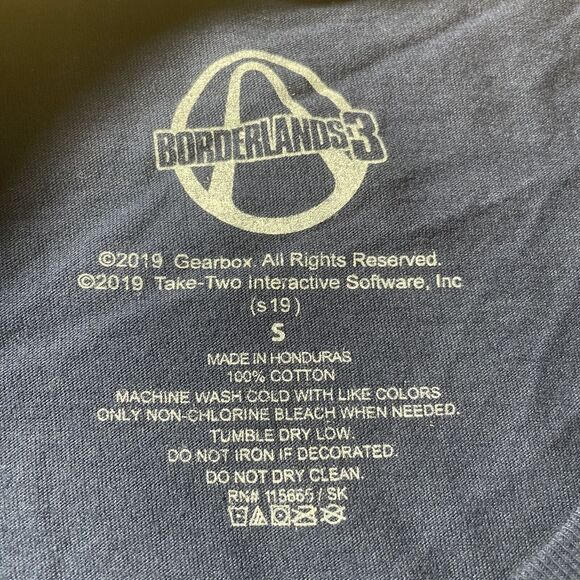 BORDERLANDS 3
©2019 Gearbox. All Rights Reserved.
©2019 Take-Two Interactive Software, Inc
(s19)
S
MADE IN HONDURAS
100% COTTON
MACHINE WASH COLD WITH LIKE COLORS
ONLY NON-CHLORINE BLEACH WHEN NEEDED.
TUMBLE DRY LOW.
DO NOT IRON IF DECORATED.
DO NOT DRY CLEAN.
RN# 115665 / SK